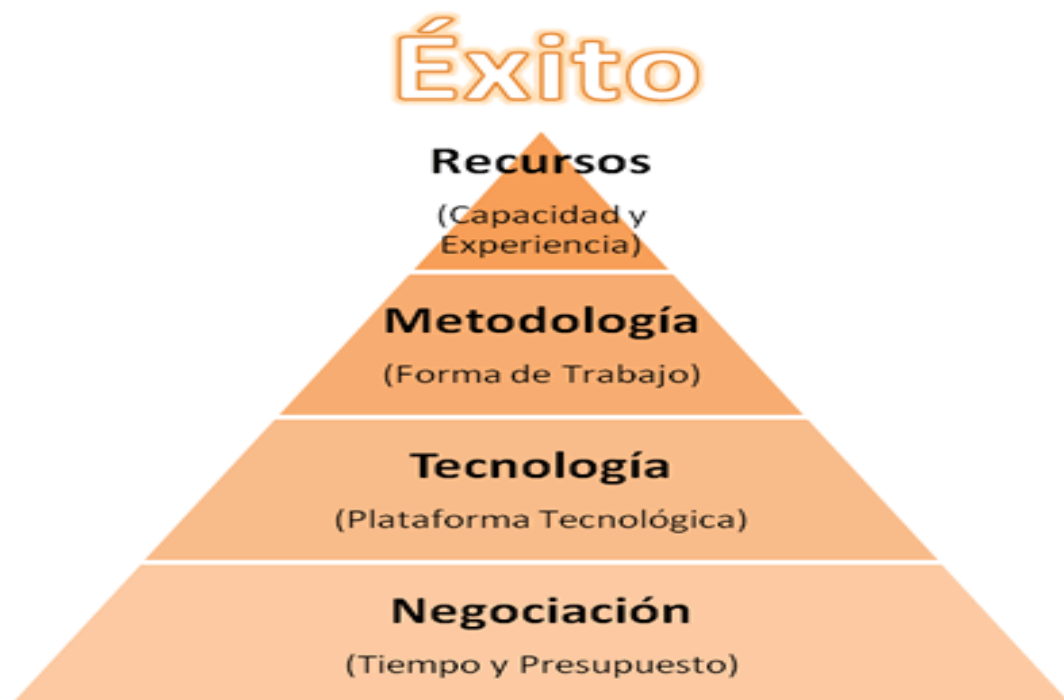 Éxito
Recursos
(Capacidad y
Experiencia)
Metodología
(Forma de Trabajo)
Tecnología
(Plataforma Tecnológica)
Negociación
(Tiempo y Presupuesto)